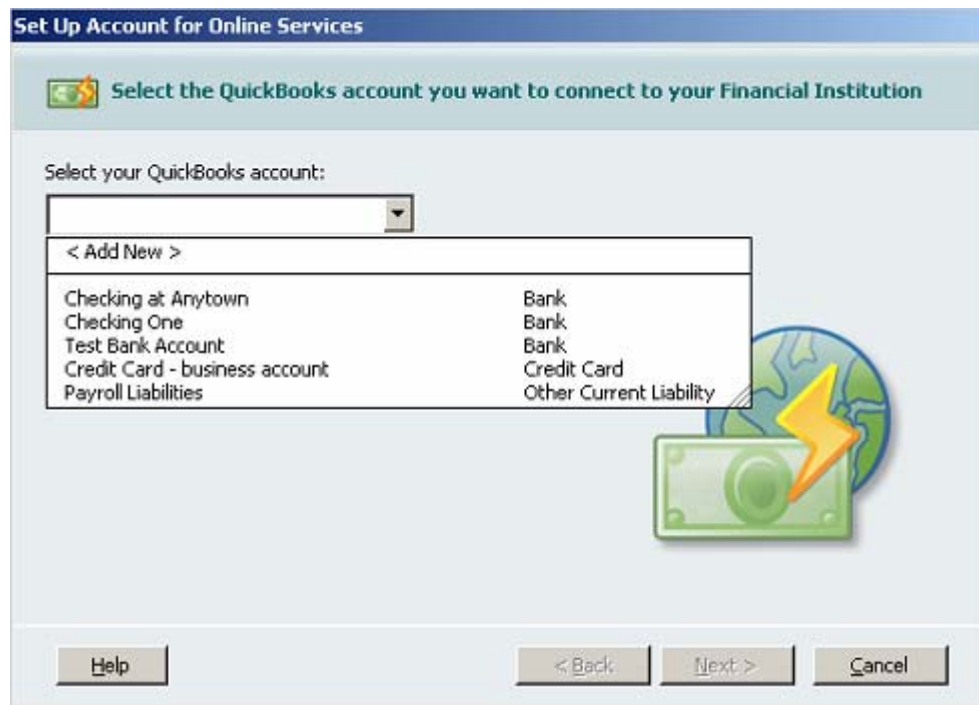 Set Up Account for Online Services
Select the QuickBooks account you want to connect to your Financial Institution
Select your QuickBooks account:
< Add New >
Checking at Anytown Bank
Checking One Bank
Test Bank Account Bank
Credit Card - business account Credit Card
Payroll Liabilities Other Current Liability
Help < Back Next > Cancel